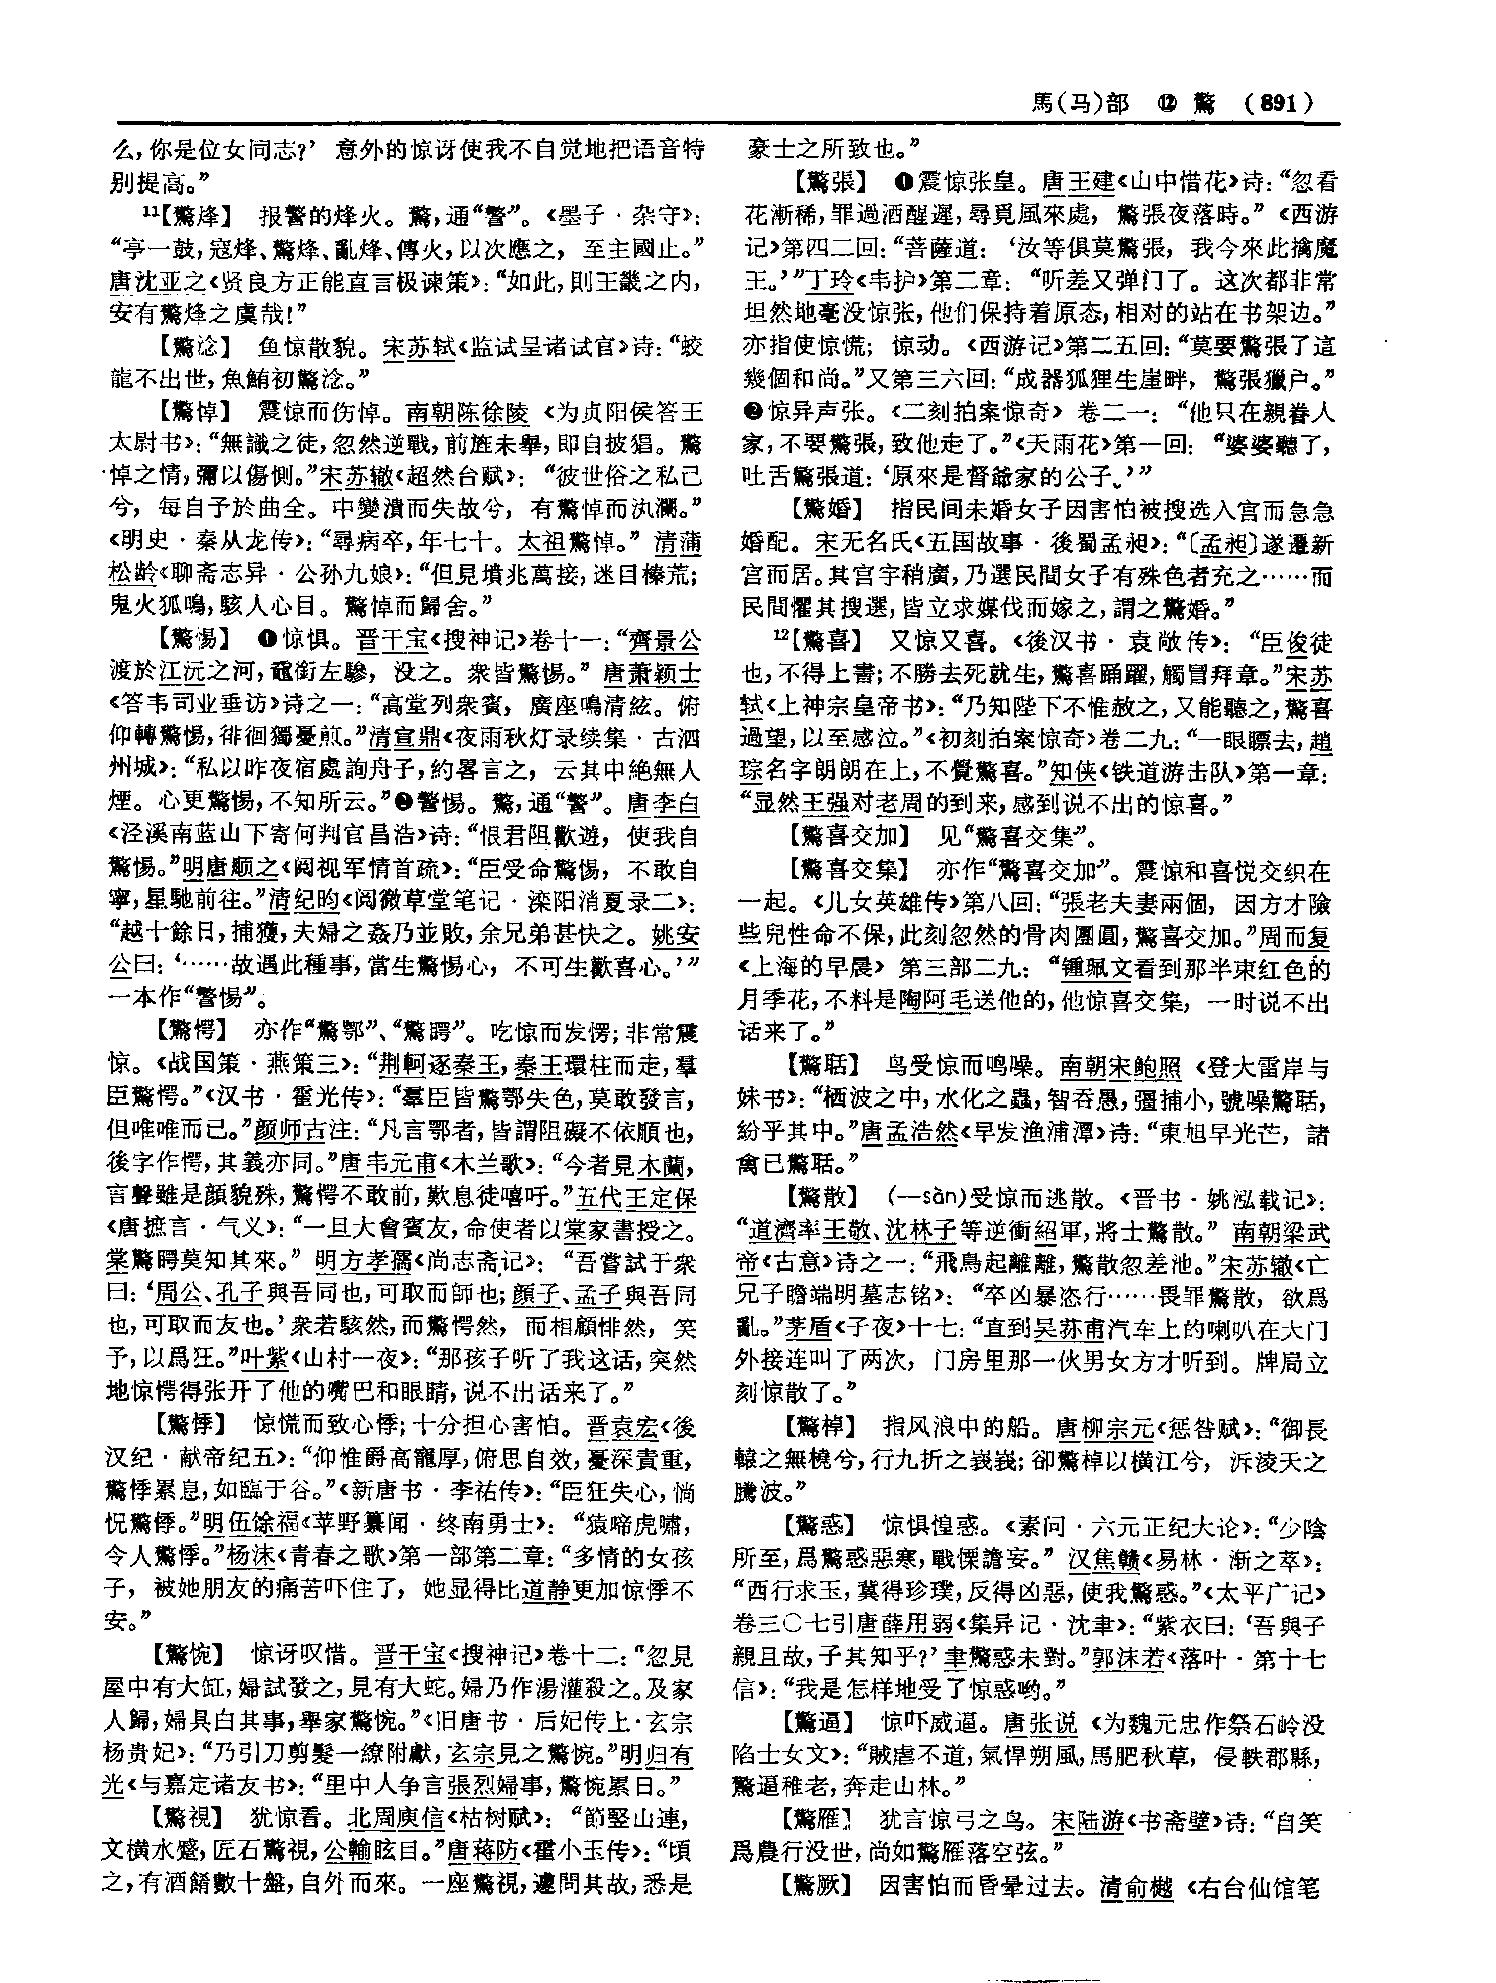 馬(马)部 ⑫ 驚 (891)
么,你是位女同志?’意外的惊讶使我不自觉地把语音特
别提高。”
11【驚烽】 报警的烽火。驚,通“警”。《墨子·杂守》:
“亭一鼓,寇烽、驚烽、亂烽、傳火,以次應之,至主國止。”
唐沈亚之《贤良方正能直言极谏策》:“如此,則王畿之内,
安有驚烽之虞哉!”
【驚淰】 鱼惊散貌。宋苏轼《监试呈诸试官》诗:“蛟
龍不出世,魚鮪初驚淰。”
【驚悼】 震惊而伤悼。南朝陈徐陵《为贞阳侯答王
太尉书》:“無識之徒,忽然逆戰,前旌未舉,即自披猖。驚
悼之情,彌以傷惻。”宋苏辙《超然台赋》:“彼世俗之私己
兮,每自予於曲全。中變潰而失故兮,有驚悼而汍瀾。”
《明史·秦从龙传》:“尋病卒,年七十。太祖驚悼。”清蒲
松龄《聊斋志异·公孙九娘》:“但見墳兆萬接,迷目榛荒;
鬼火狐鳴,駭人心目。驚悼而歸舍。”
【驚惕】 ❶惊惧。晋干宝《搜神记》卷十一:“齊景公
渡於江沅之河,黿銜左驂,没之。衆皆驚惕。”唐萧颖士
《答韦司业垂访》诗之一:“高堂列衆賓,廣座鳴清絃。俯
仰轉驚惕,徘徊獨憂煎。”清宣鼎《夜雨秋灯录续集·古泗
州城》:“私以昨夜宿處詢舟子,約畧言之,云其中絶無人
煙。心更驚惕,不知所云。”❷警惕。驚,通“警”。唐李白
《泾溪南蓝山下寄何判官昌浩》诗:“恨君阻歡遊,使我自
驚惕。”明唐顺之《阅视军情首疏》:“臣受命驚惕,不敢自
寧,星馳前往。”清纪昀《阅微草堂笔记·滦阳消夏录二》:
“越十餘日,捕獲,夫婦之姦乃並敗,余兄弟甚快之。姚安
公曰:‘……故遇此種事,當生驚惕心,不可生歡喜心。’”
一本作“警惕”。
【驚愕】 亦作“驚鄂”、“驚䚷”。吃惊而发愣;非常震
惊。《战国策·燕策三》:“荆軻逐秦王,秦王環柱而走,羣
臣驚愕。”《汉书·霍光传》:“羣臣皆驚鄂失色,莫敢發言,
但唯唯而已。”颜师古注:“凡言鄂者,皆謂阻礙不依順也,
後字作愕,其義亦同。”唐韦元甫《木兰歌》:“今者見木蘭,
言聲雖是顔貌殊,驚愕不敢前,歎息徒嘻吁。”五代王定保
《唐摭言·气义》:“一旦大會賓友,命使者以棠家書授之。
棠驚愕莫知其來。”明方孝孺《尚志斋记》:“吾嘗試于衆
曰:‘周公、孔子與吾同也,可取而師也;顔子、孟子與吾同
也,可取而友也。’衆若駭然,而驚愕然,而相顧悱然,笑
予,以爲狂。”叶紫《山村一夜》:“那孩子听了我这话,突然
地惊愕得张开了他的嘴巴和眼睛,说不出话来了。”
【驚悸】 惊慌而致心悸;十分担心害怕。晋袁宏《後
汉纪·献帝纪五》:“仰惟爵高寵厚,俯思自效,憂深責重,
驚悸累息,如臨于谷。”《新唐书·李祐传》:“臣狂失心,惝
怳驚悸。”明伍馀福《苹野纂闻·终南勇士》:“猿啼虎嘯,
令人驚悸。”杨沫《青春之歌》第一部第二章:“多情的女孩
子,被她朋友的痛苦吓住了,她显得比道静更加惊悸不
安。”
【驚惋】 惊讶叹惜。晋干宝《搜神记》卷十二:“忽見
屋中有大缸,婦試發之,見有大蛇。婦乃作湯灌殺之。及家
人歸,婦具白其事,舉家驚惋。”《旧唐书·后妃传上·玄宗
杨贵妃》:“乃引刀剪髮一繚附獻,玄宗見之驚惋。”明归有
光《与嘉定诸友书》:“里中人争言張烈婦事,驚惋累日。”
【驚視】 犹惊看。北周庾信《枯树赋》:“節竪山連,
文横水蹙,匠石驚視,公輸眩目。”唐蒋防《霍小玉传》:“頃
之,有酒餚數十盤,自外而來。一座驚視,遽問其故,悉是
豪士之所致也。”
【驚張】 ❶震惊张皇。唐王建《山中惜花》诗:“忽看
花渐稀,罪過酒醒遲,尋覓風來處,驚張夜落時。”《西游
记》第四二回:“菩薩道:‘汝等俱莫驚張,我今來此擒魔
王。’”丁玲《韦护》第二章:“听差又弹门了。这次都非常
坦然地毫没惊张,他们保持着原态,相对的站在书架边。”
亦指使惊慌;惊动。《西游记》第二五回:“莫要驚張了這
幾個和尚。”又第三六回:“成器狐狸生崖畔,驚張獵户。”
❷惊异声张。《二刻拍案惊奇》卷二一:“他只在親眷人
家,不要驚張,致他走了。”《天雨花》第一回:“婆婆聽了,
吐舌驚張道:‘原來是督爺家的公子。’”
【驚婚】 指民间未婚女子因害怕被搜选入宫而急急
婚配。宋无名氏《五国故事·後蜀孟昶》:“〔孟昶〕遂遷新
宫而居。其宫宇稍廣,乃選民間女子有殊色者充之……而
民間懼其搜選,皆立求媒伐而嫁之,謂之驚婚。”
12【驚喜】 又惊又喜。《後汉书·袁敞传》:“臣俊徒
也,不得上書;不勝去死就生,驚喜踊躍,觸冒拜章。”宋苏
轼《上神宗皇帝书》:“乃知陛下不惟赦之,又能聽之,驚喜
過望,以至感泣。”《初刻拍案惊奇》卷二九:“一眼瞟去,趙
琮名字朗朗在上,不覺驚喜。”知侠《铁道游击队》第一章:
“显然王强对老周的到来,感到说不出的惊喜。”
【驚喜交加】 见“驚喜交集”。
【驚喜交集】 亦作“驚喜交加”。震惊和喜悦交织在
一起。《儿女英雄传》第八回:“張老夫妻兩個,因方才險
些兒性命不保,此刻忽然的骨肉團圓,驚喜交加。”周而复
《上海的早晨》第三部二九:“锺珮文看到那半束红色的
月季花,不料是陶阿毛送他的,他惊喜交集,一时说不出
话来了。”
【驚聒】 鸟受惊而鸣噪。南朝宋鲍照《登大雷岸与
妹书》:“栖波之中,水化之蟲,智吞愚,彊捕小,號噪驚聒,
紛乎其中。”唐孟浩然《早发渔浦潭》诗:“東旭早光芒,諸
禽已驚聒。”
【驚散】 (—sàn)受惊而逃散。《晋书·姚泓载记》:
“道濟率王敬、沈林子等逆衝紹軍,將士驚散。”南朝梁武
帝《古意》诗之一:“飛鳥起離離,驚散忽差池。”宋苏辙《亡
兄子瞻端明墓志铭》:“卒凶暴恣行……畏罪驚散,欲爲
亂。”茅盾《子夜》十七:“直到吴荪甫汽车上的喇叭在大门
外接连叫了两次,门房里那一伙男女方才听到。牌局立
刻惊散了。”
【驚棹】 指风浪中的船。唐柳宗元《惩咎赋》:“御長
轅之無橈兮,行九折之峩峩;卻驚棹以横江兮,泝淩天之
騰波。”
【驚惑】 惊惧惶惑。《素问·六元正纪大论》:“少陰
所至,爲驚惑惡寒,戰慄譫妄。”汉焦赣《易林·渐之萃》:
“西行求玉,冀得珍璞,反得凶惡,使我驚惑。”《太平广记》
卷三〇七引唐薛用弱《集异记·沈聿》:“紫衣曰:‘吾與子
親且故,子其知乎?’聿驚惑未對。”郭沫若《落叶·第十七
信》:“我是怎样地受了惊惑哟。”
【驚逼】 惊吓威逼。唐张说《为魏元忠作祭石岭没
陷士女文》:“賊虐不道,氣悍朔風,馬肥秋草,侵軼郡縣,
驚逼稚老,奔走山林。”
【驚雁】 犹言惊弓之鸟。宋陆游《书斋壁》诗:“自笑
爲農行没世,尚如驚雁落空弦。”
【驚厥】 因害怕而昏晕过去。清俞樾《右台仙馆笔